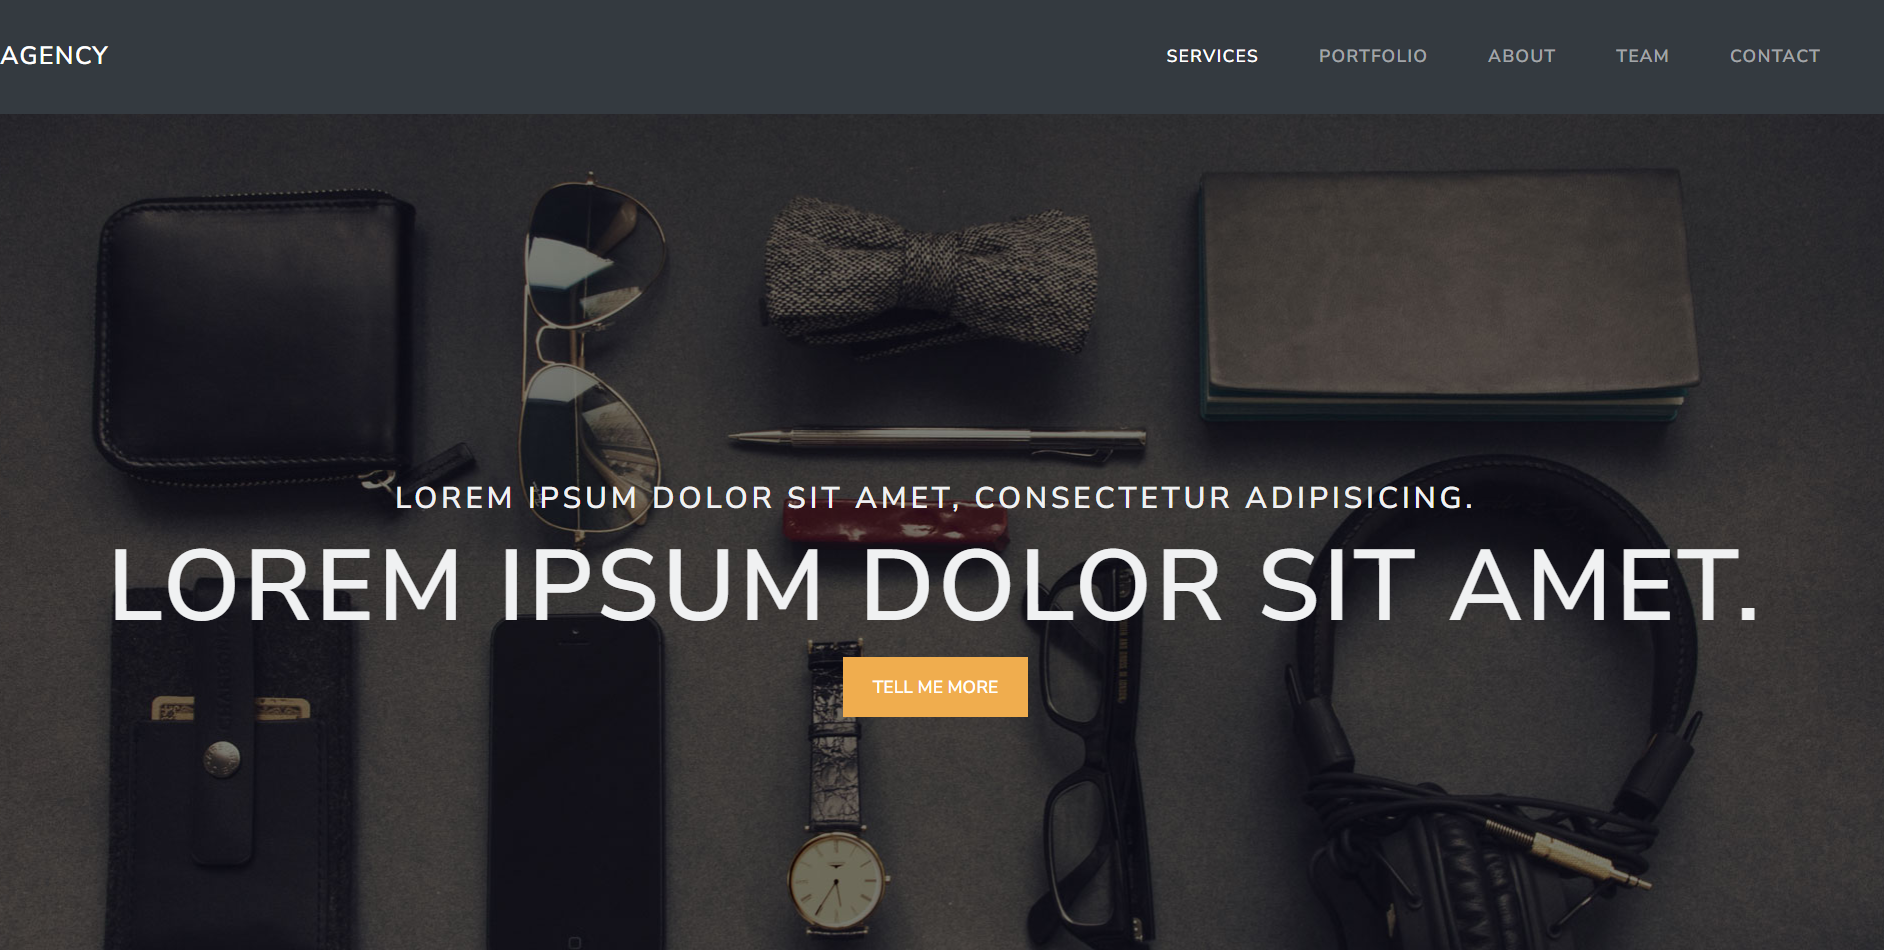 AGENCY
SERVICES PORTFOLIO ABOUT TEAM CONTACT
LOREM IPSUM DOLOR SIT AMET, CONSECTETUR ADIPISICING.
LOREM IPSUM DOLOR SIT AMET.
TELL ME MORE